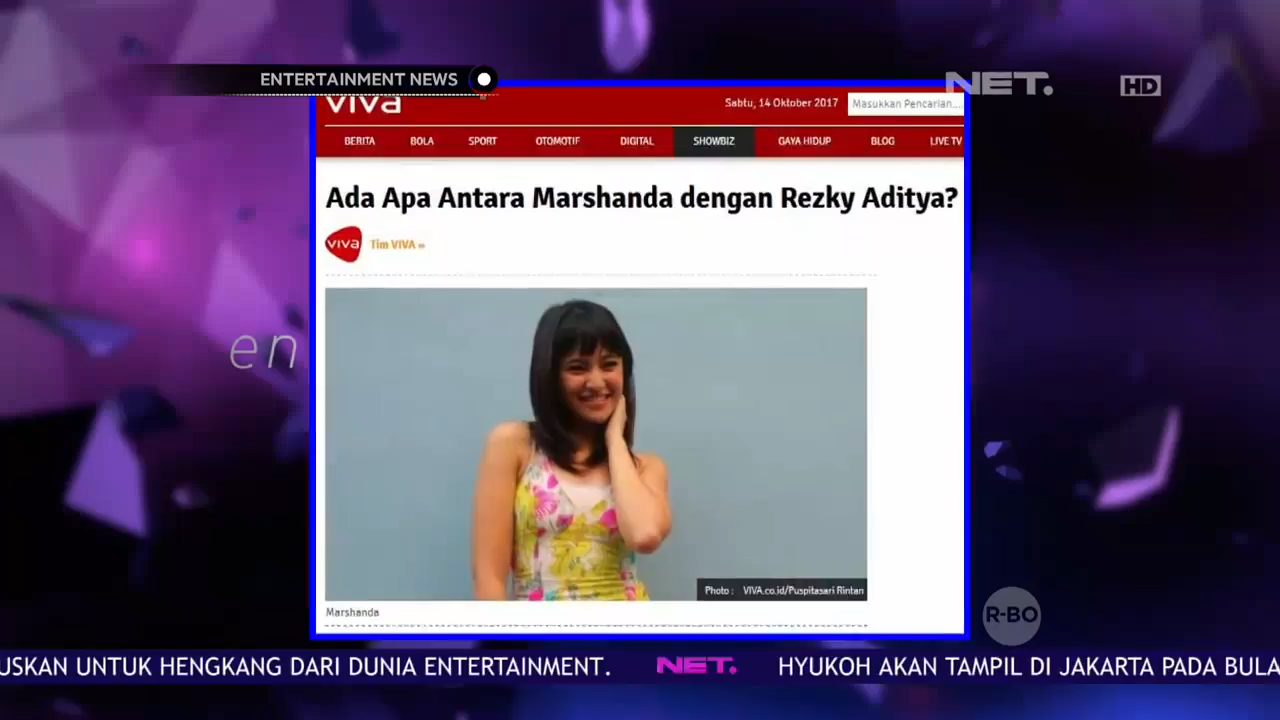 ENTERTAINMENT NEWS
NET.
HD
viva
Sabtu, 14 Oktober 2017
Masukkan Pencarian...
BERITA
BOLA
SPORT
OTOMOTIF
DIGITAL
SHOWBIZ
GAYA HIDUP
BLOG
LIVE TV
Ada Apa Antara Marshanda dengan Rezky Aditya?
viva
Tim VIVA »
en
Photo : VIVA.co.id/Puspitasari Rintan
Marshanda
R-BO
USKAN UNTUK HENGKANG DARI DUNIA ENTERTAINMENT. NET. HYUKOH AKAN TAMPIL DI JAKARTA PADA BULA